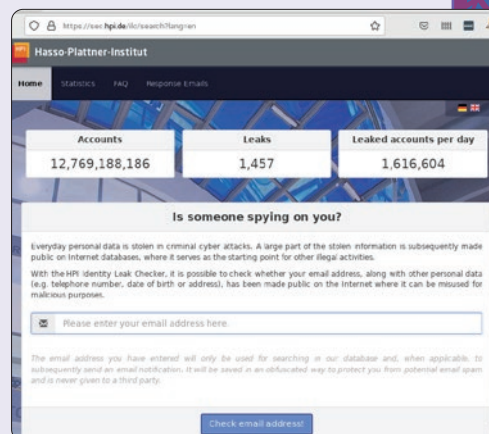 https://sec.hpi.de/ilc/search?lang=en
HPI Hasso-Plattner-Institut
Home Statistics FAQ Response Emails
Accounts Leaks Leaked accounts per day
12,769,188,186 1,457 1,616,604
Is someone spying on you?
Everyday personal data is stolen in criminal cyber attacks. A large part of the stolen information is subsequently made
public on Internet databases, where it serves as the starting point for other illegal activities.
With the HPI Identity Leak Checker, it is possible to check whether your email address, along with other personal data
(e.g. telephone number, date of birth or address), has been made public on the Internet where it can be misused for
malicious purposes.
Please enter your email address here
The email address you have entered will only be used for searching in our database and, when applicable, to
subsequently send an email notification. It will be saved in an obfuscated way to protect you from potential email spam
and is never given to a third party.
Check email address!